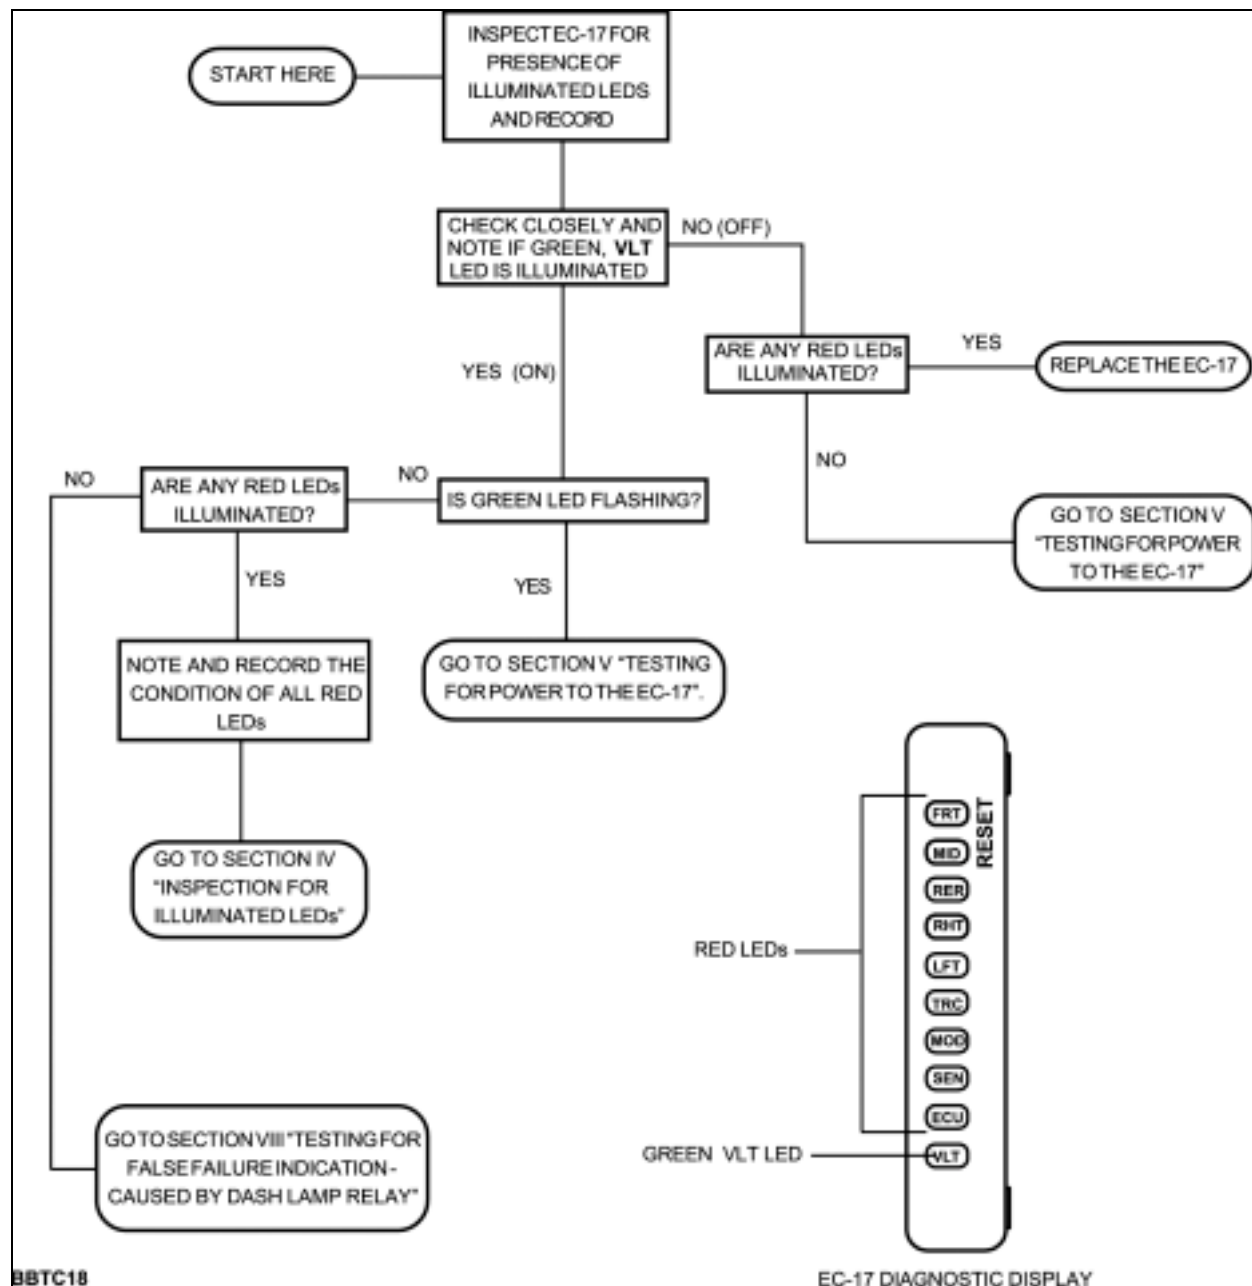 START HERE
INSPECT EC-17 FOR
PRESENCE OF
ILLUMINATED LEDS
AND RECORD
CHECK CLOSELY AND
NOTE IF GREEN, VLT
LED IS ILLUMINATED
NO (OFF)
YES (ON)
ARE ANY RED LEDs
ILLUMINATED?
YES
REPLACE THE EC-17
NO
GO TO SECTION V
"TESTING FOR POWER
TO THE EC-17"
IS GREEN LED FLASHING?
NO
ARE ANY RED LEDs
ILLUMINATED?
NO
YES
YES
NOTE AND RECORD THE
CONDITION OF ALL RED
LEDs
GO TO SECTION V "TESTING
FOR POWER TO THE EC-17".
GO TO SECTION IV
"INSPECTION FOR
ILLUMINATED LEDs"
GO TO SECTION VIII "TESTING FOR
FALSE FAILURE INDICATION-
CAUSED BY DASH LAMP RELAY"
RESET
FRT
MID
RER
RHT
LFT
TRC
MOD
SEN
ECU
VLT
RED LEDs
GREEN VLT LED
BBTC18
EC-17 DIAGNOSTIC DISPLAY